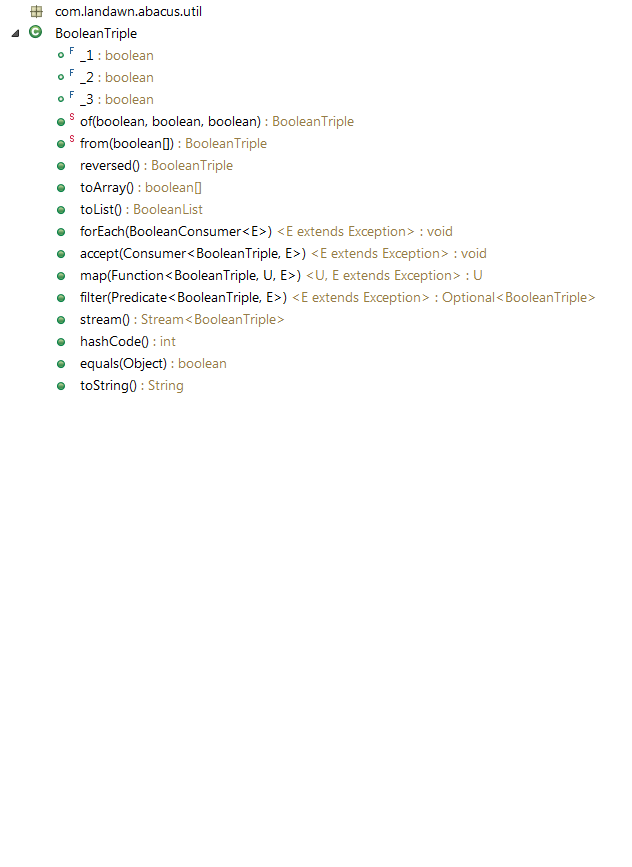 com.landawn.abacus.util
C BooleanTriple
F _1 : boolean
F _2 : boolean
F _3 : boolean
S of(boolean, boolean, boolean) : BooleanTriple
S from(boolean[]) : BooleanTriple
reversed() : BooleanTriple
toArray() : boolean[]
toList() : BooleanList
forEach(BooleanConsumer<E>) <E extends Exception> : void
accept(Consumer<BooleanTriple, E>) <E extends Exception> : void
map(Function<BooleanTriple, U, E>) <U, E extends Exception> : U
filter(Predicate<BooleanTriple, E>) <E extends Exception> : Optional<BooleanTriple>
stream() : Stream<BooleanTriple>
hashCode() : int
equals(Object) : boolean
toString() : String